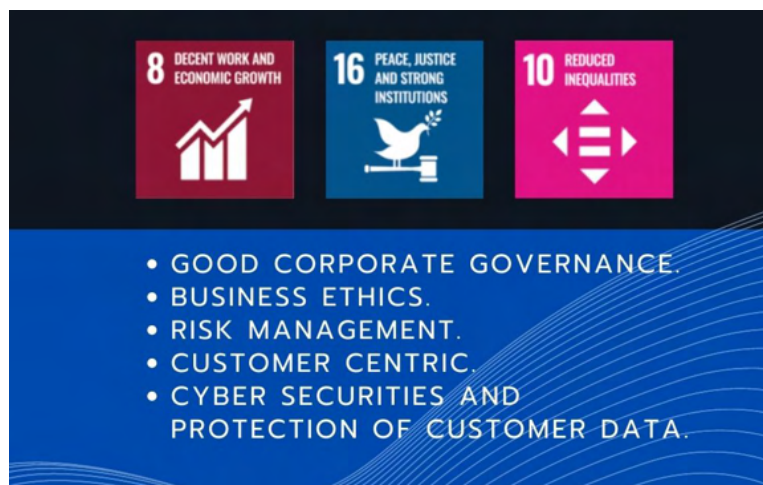 8 DECENT WORK AND
ECONOMIC GROWTH
16 PEACE, JUSTICE
AND STRONG
INSTITUTIONS
10 REDUCED
INEQUALITIES
• GOOD CORPORATE GOVERNANCE.
• BUSINESS ETHICS.
• RISK MANAGEMENT.
• CUSTOMER CENTRIC.
• CYBER SECURITIES AND
PROTECTION OF CUSTOMER DATA.